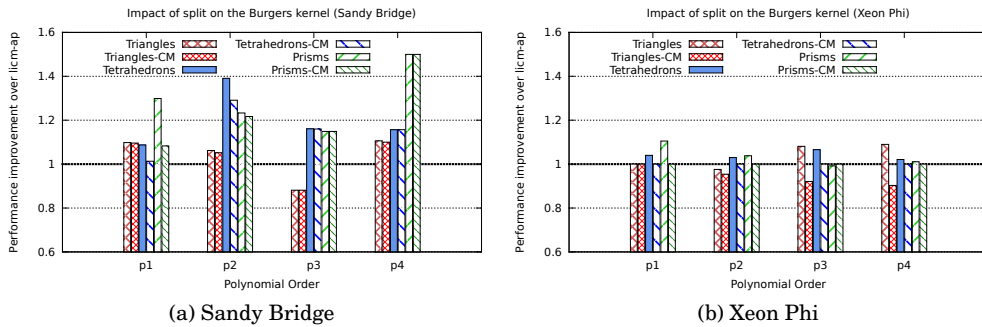 Impact of split on the Burgers kernel (Sandy Bridge)
Performance improvement over licm-ap
1.6
1.4
1.2
1
0.8
0.6
Triangles
Triangles-CM
Tetrahedrons
Tetrahedrons-CM
Prisms
Prisms-CM
p1 p2 p3 p4
Polynomial Order
(a) Sandy Bridge
Impact of split on the Burgers kernel (Xeon Phi)
Performance improvement over licm-ap
1.6
1.4
1.2
1
0.8
0.6
Triangles
Triangles-CM
Tetrahedrons
Tetrahedrons-CM
Prisms
Prisms-CM
p1 p2 p3 p4
Polynomial Order
(b) Xeon Phi